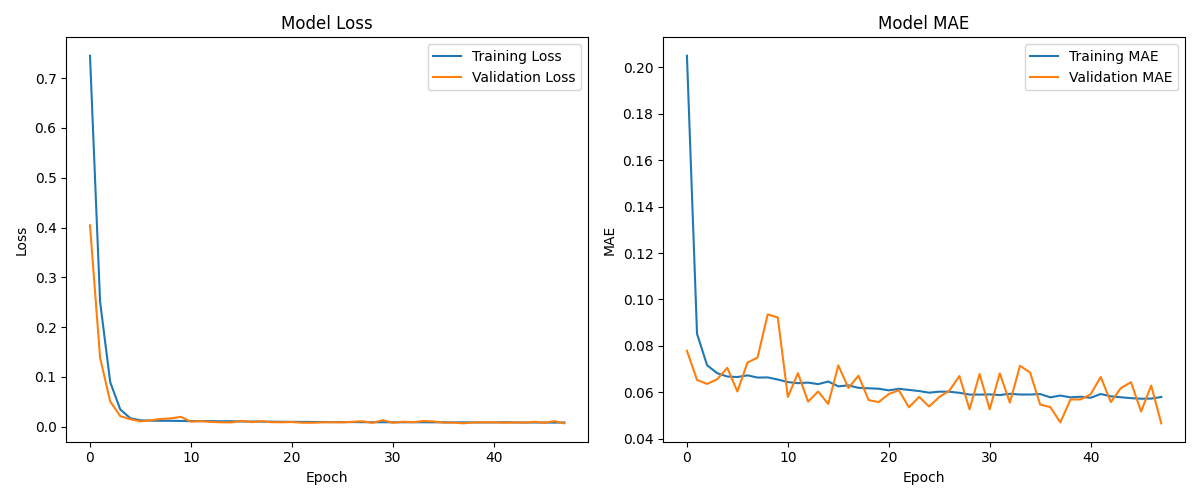 Model Loss
Training Loss
Validation Loss
0.7
0.6
0.5
0.4
0.3
0.2
0.1
0.0
Loss
0 10 20 30 40
Epoch
Model MAE
Training MAE
Validation MAE
0.20
0.18
0.16
0.14
0.12
0.10
0.08
0.06
0.04
MAE
0 10 20 30 40
Epoch